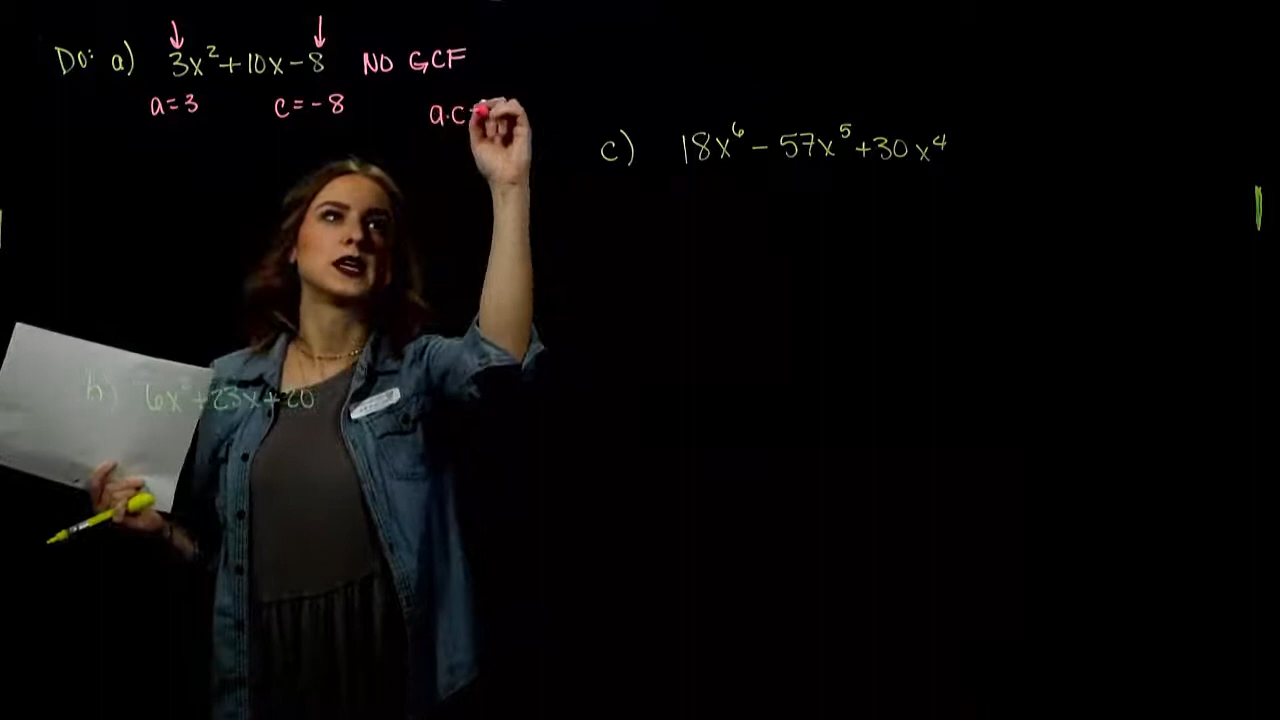 Do: a) 3x²+10x-8 NO GCF
a=3 c=-8 a·c=
b) 6x²+23x+20
c) 18x⁶-57x⁵+30x⁴